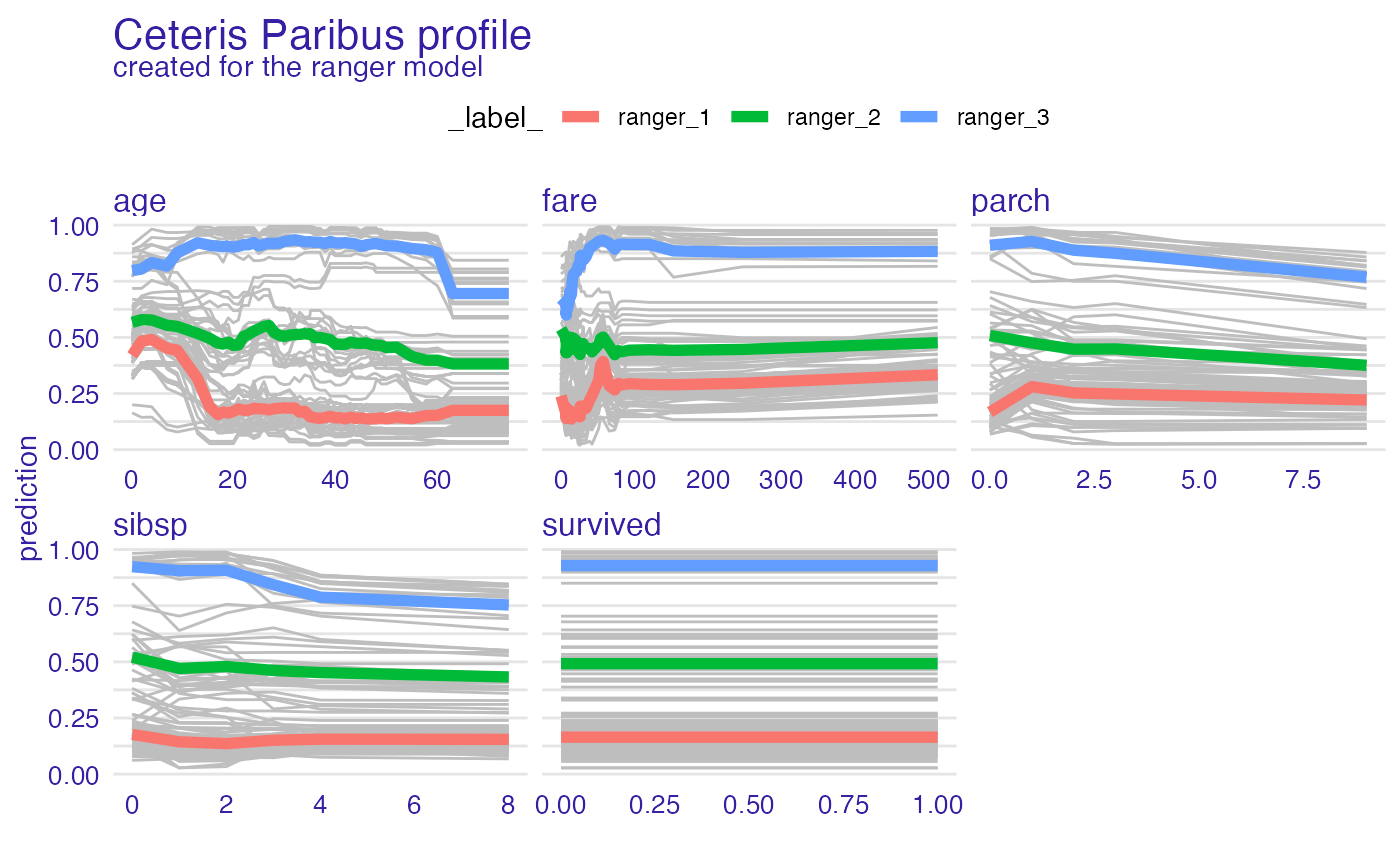 Ceteris Paribus profile
created for the ranger model
_label_ ranger_1 ranger_2 ranger_3
age fare parch
1.00
0.75
0.50
0.25
0.00
0 20 40 60 0 100 200 300 400 500 0.0 2.5 5.0 7.5
prediction
sibsp survived
1.00
0.75
0.50
0.25
0.00
0 2 4 6 8 0.00 0.25 0.50 0.75 1.00